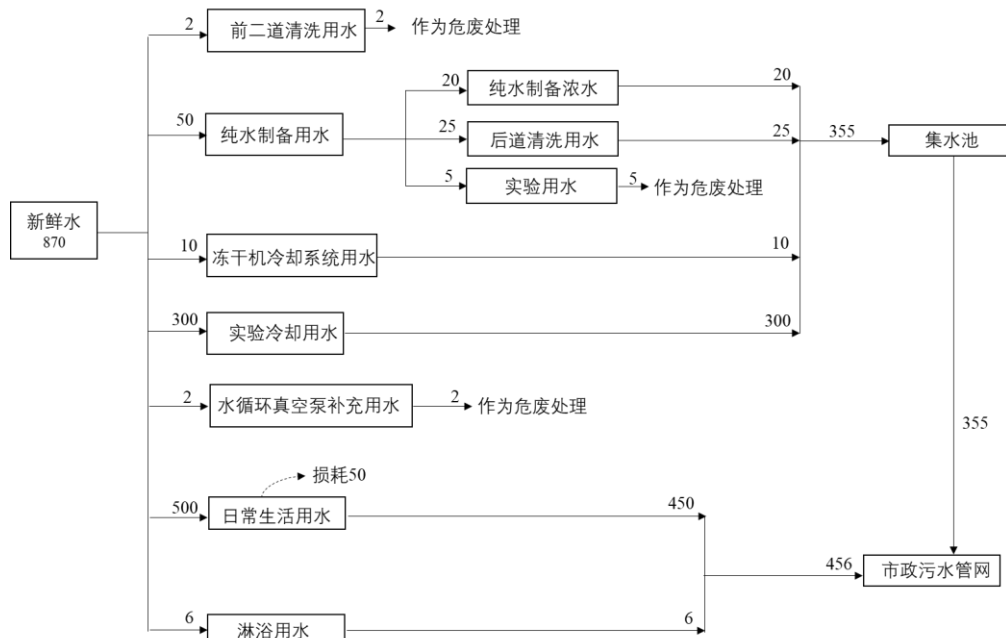 2 前二道清洗用水 2 作为危废处理
20 纯水制备浓水 20
50 纯水制备用水 25 后道清洗用水 25 355 集水池
5 实验用水 5 作为危废处理
新鲜水
870
10 冻干机冷却系统用水 10
300 实验冷却用水 300
2 水循环真空泵补充用水 2 作为危废处理
355
损耗50
500 日常生活用水 450
456 市政污水管网
6 淋浴用水 6